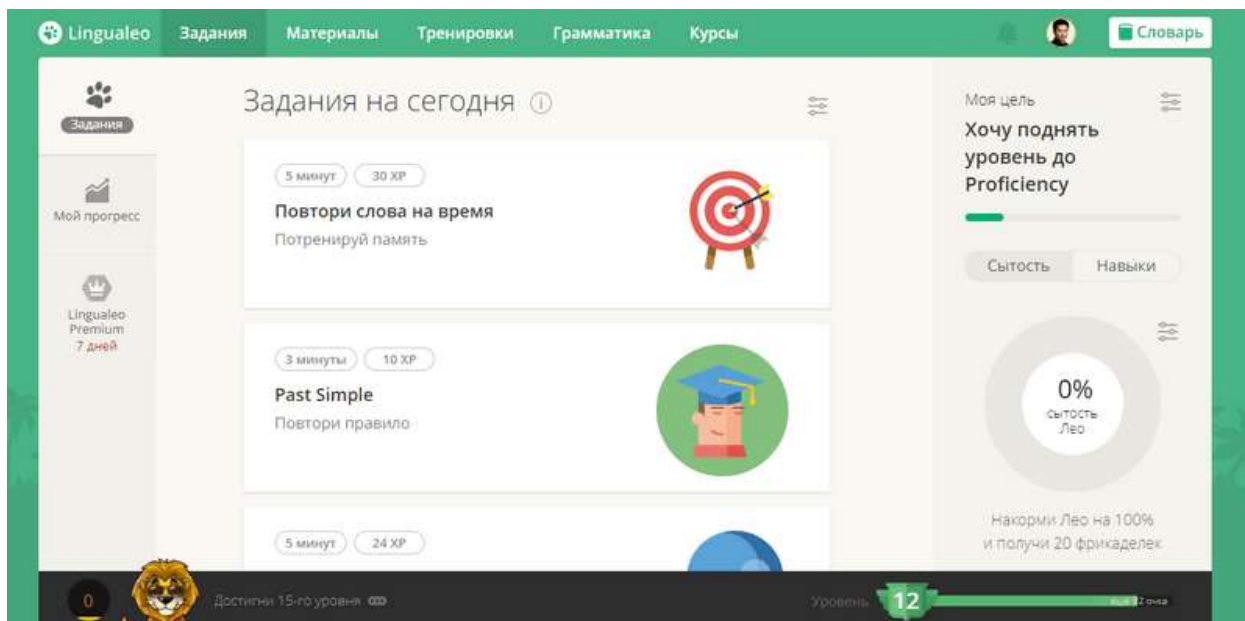 Lingualeo
Задания
Материалы
Тренировки
Грамматика
Курсы
Словарь
Задания
Мой прогресс
Lingualeo
Premium
7 дней
Задания на сегодня
5 минут
30 XP
Повтори слова на время
Потренируй память
3 минуты
10 XP
Past Simple
Повтори правило
5 минут
24 XP
Моя цель
Хочу поднять
уровень до
Proficiency
Сытость
Навыки
0%
сытость
Лео
Накорми Лео на 100%
и получи 20 фрикаделек
0
Достигни 15-го уровня
Уровень
12